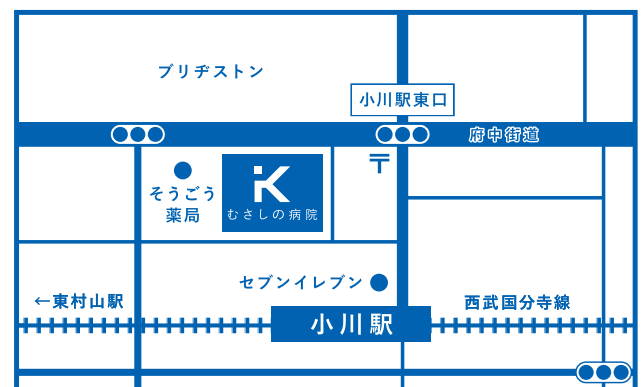 ブリヂストン
小川駅東口
府中街道
〒
そうごう
薬局
K
むさしの病院
セブンイレブン
←東村山駅
西武国分寺線
小川駅